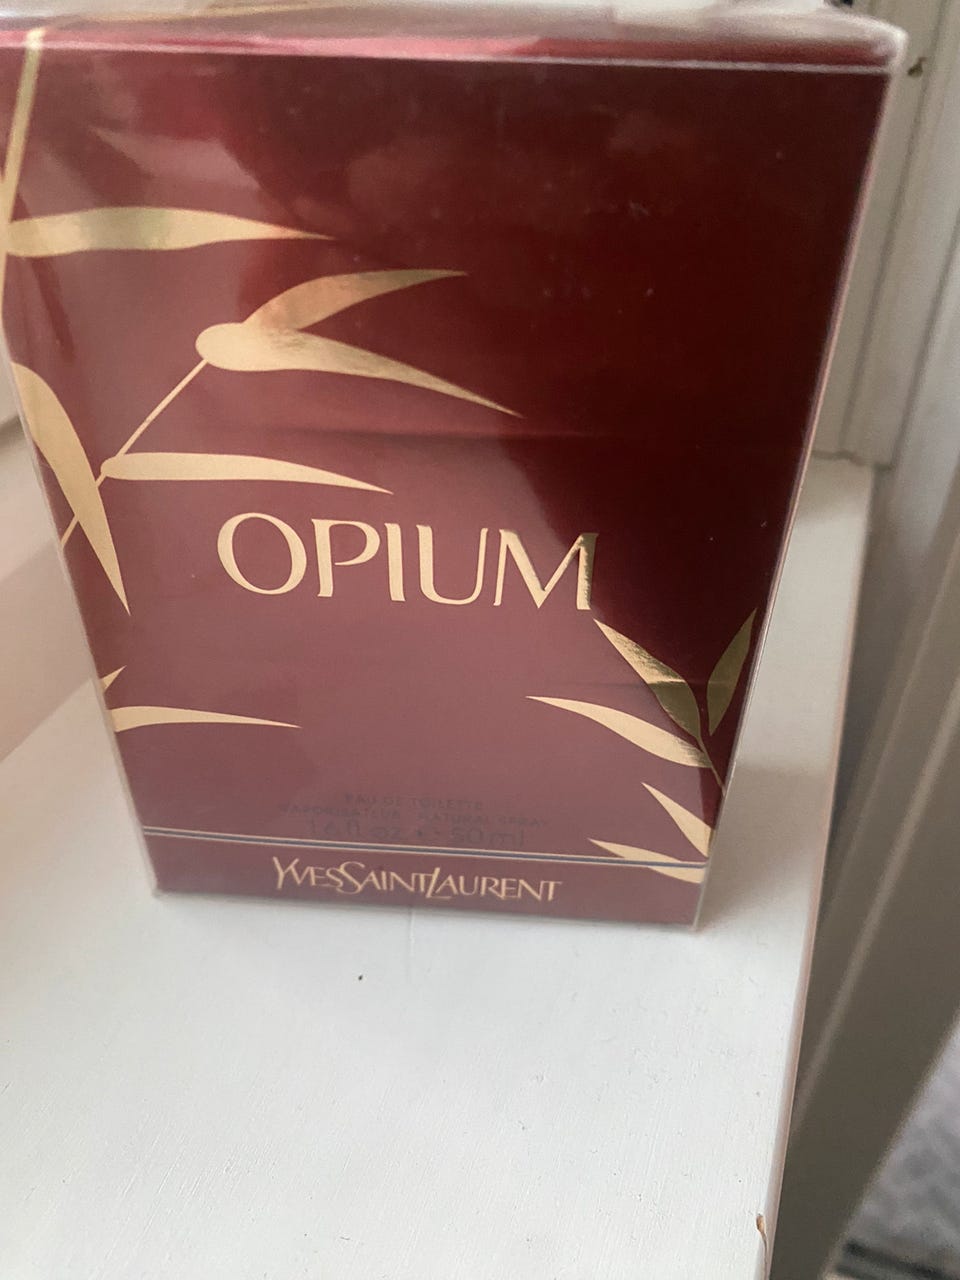 OPIUM
EAU DE TOILETTE
VAPORISATEUR NATURAL SPRAY
1.6 fl. oz. e 50 ml
YVESSAINTLAURENT